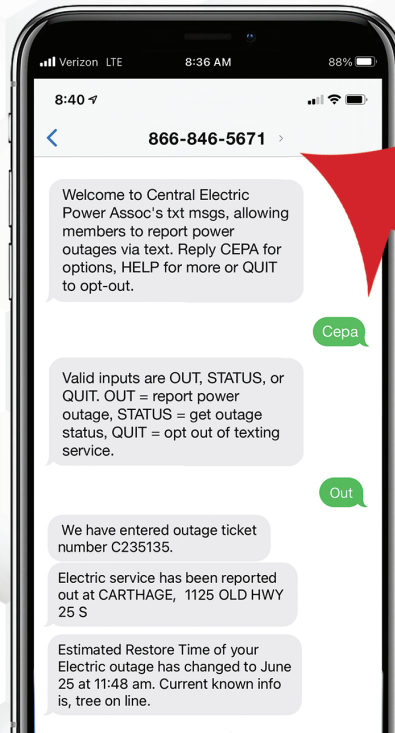 Verizon LTE 8:36 AM 88%
8:40
866-846-5671
Welcome to Central Electric
Power Assoc's txt msgs, allowing
members to report power
outages via text. Reply CEPA for
options, HELP for more or QUIT
to opt-out.
Cepa
Valid inputs are OUT, STATUS, or
QUIT. OUT = report power
outage, STATUS = get outage
status, QUIT = opt out of texting
service.
Out
We have entered outage ticket
number C235135.
Electric service has been reported
out at CARTHAGE, 1125 OLD HWY
25 S
Estimated Restore Time of your
Electric outage has changed to June
25 at 11:48 am. Current known info
is, tree on line.